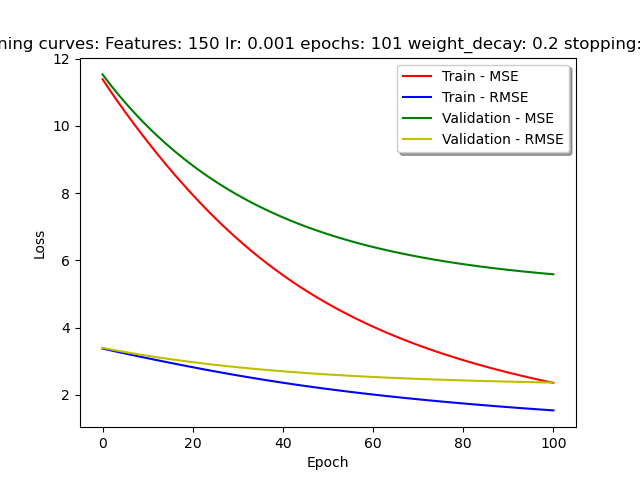 ning curves: Features: 150 lr: 0.001 epochs: 101 weight_decay: 0.2 stopping:
12
10
8
6
4
2
Loss
Train - MSE
Train - RMSE
Validation - MSE
Validation - RMSE
0 20 40 60 80 100
Epoch